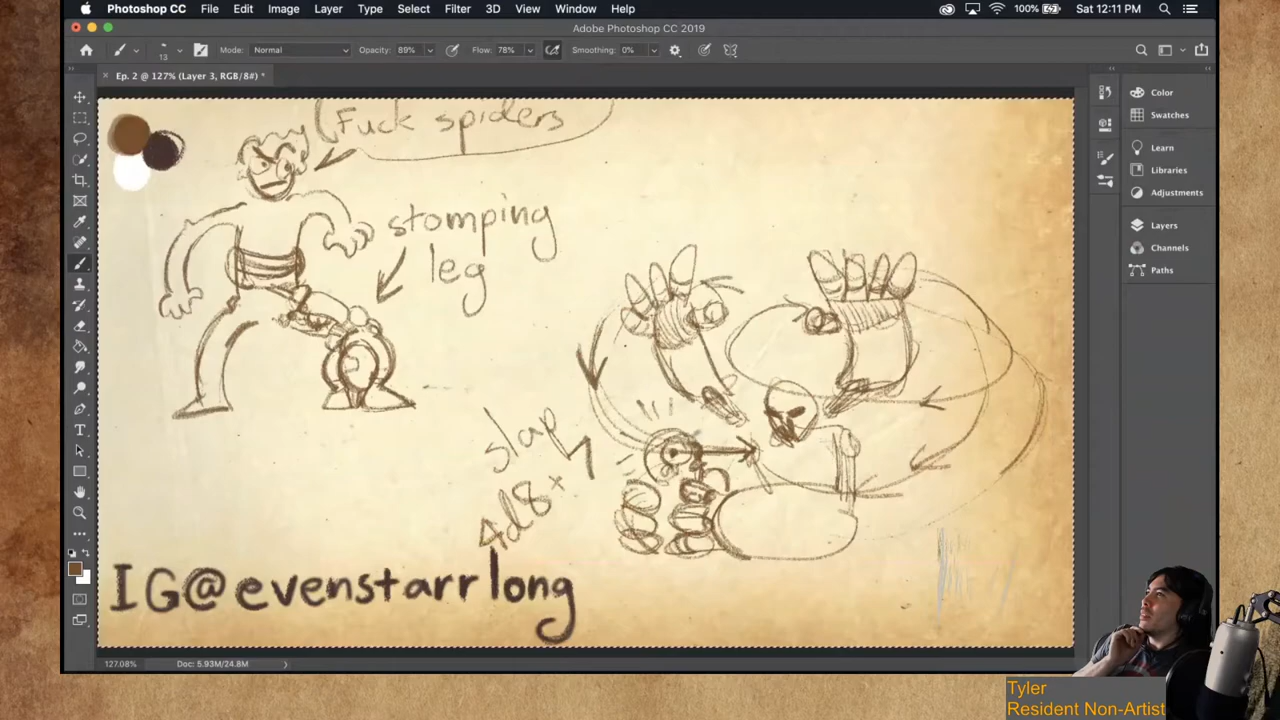 Photoshop CC File Edit Image Layer Type Select Filter 3D View Window Help 100% Sat 12:11 PM
Adobe Photoshop CC 2019
13 Mode: Normal Opacity: 89% Flow: 78% Smoothing: 0%
× Ep. 2 @ 127% (Layer 3, RGB/8#) *
Color
Swatches
Learn
Libraries
Adjustments
Layers
Channels
Paths
Fuck spiders
stomping
leg
slap
4d8+
IG@evenstarrlong
127.08% Doc: 5.93M/24.8M
Tyler
Resident Non-Artist